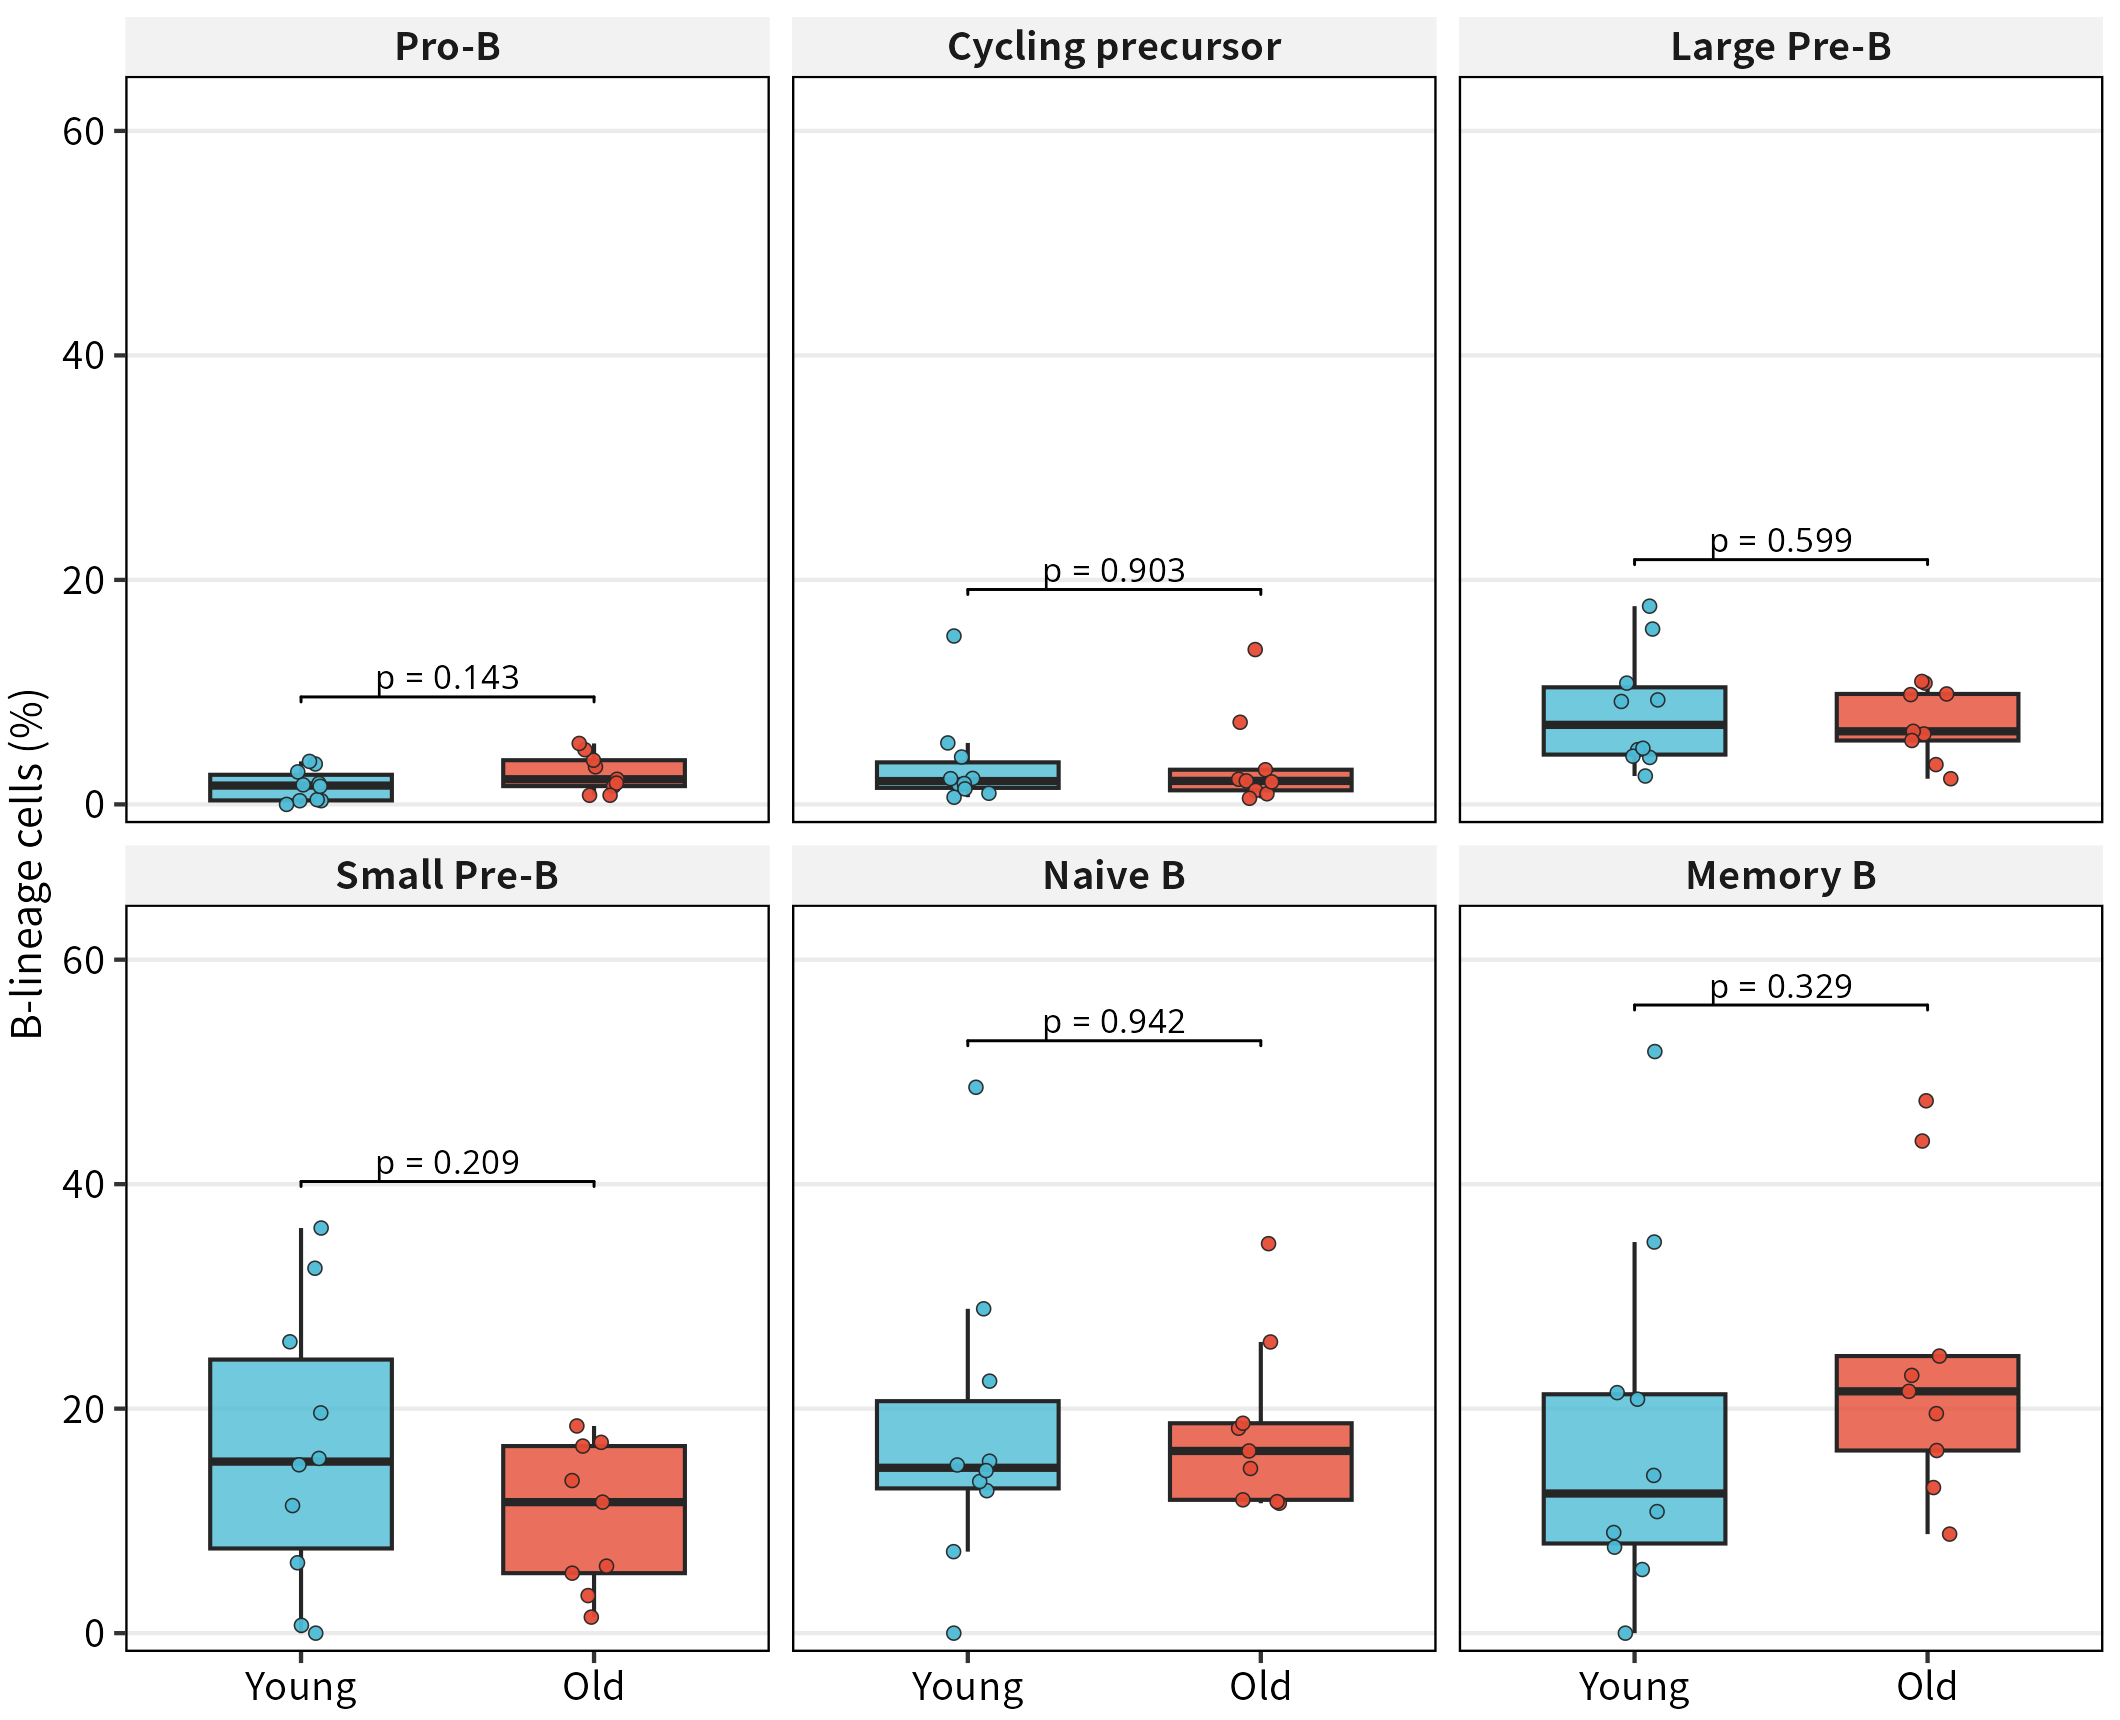 Pro-B
Cycling precursor
Large Pre-B
60
40
20
0
p = 0.143
p = 0.903
p = 0.599
B-lineage cells (%)
Small Pre-B
Naive B
Memory B
60
40
20
0
p = 0.209
p = 0.942
p = 0.329
Young
Old
Young
Old
Young
Old